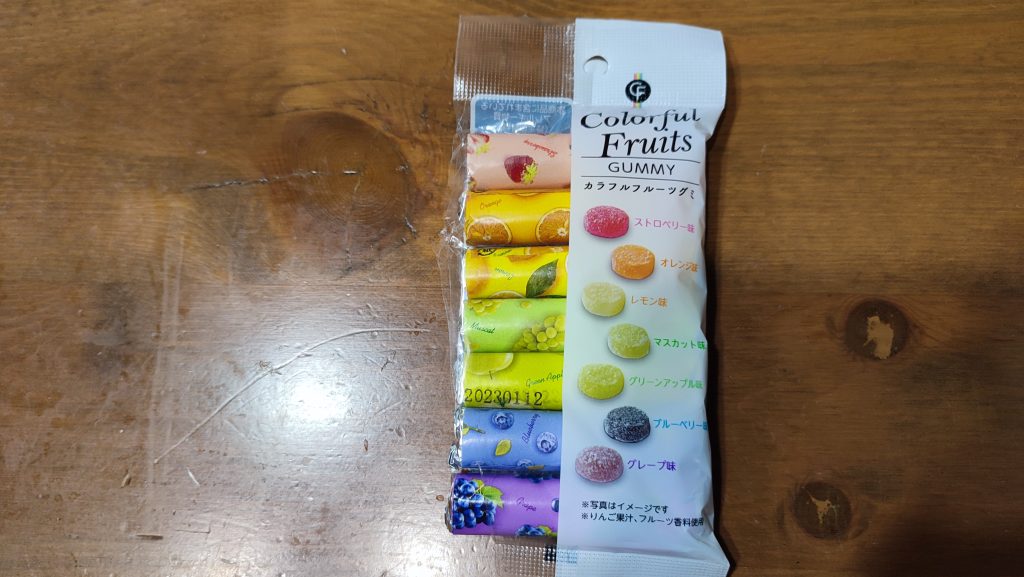 CF
Colorful
Fruits
GUMMY
カラフルフルーツグミ
ストロベリー味
オレンジ味
レモン味
マスカット味
グリーンアップル味
ブルーベリー味
グレープ味
※写真はイメージです
※りんご果汁、フルーツ香料使用
Strawberry
Orange
Muscat
Green Apple
20230112
Blueberry
Grape